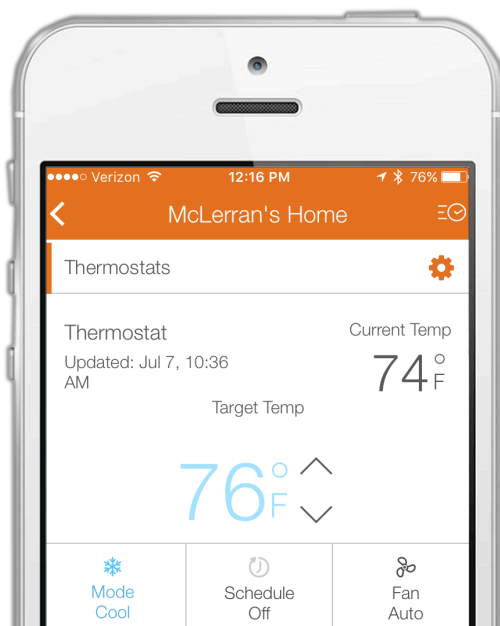 Verizon 12:16 PM 76%
McLerran's Home
Thermostats
Thermostat
Current Temp
Updated: Jul 7, 10:36
AM
74°F
Target Temp
76°F
Mode
Cool
Schedule
Off
Fan
Auto